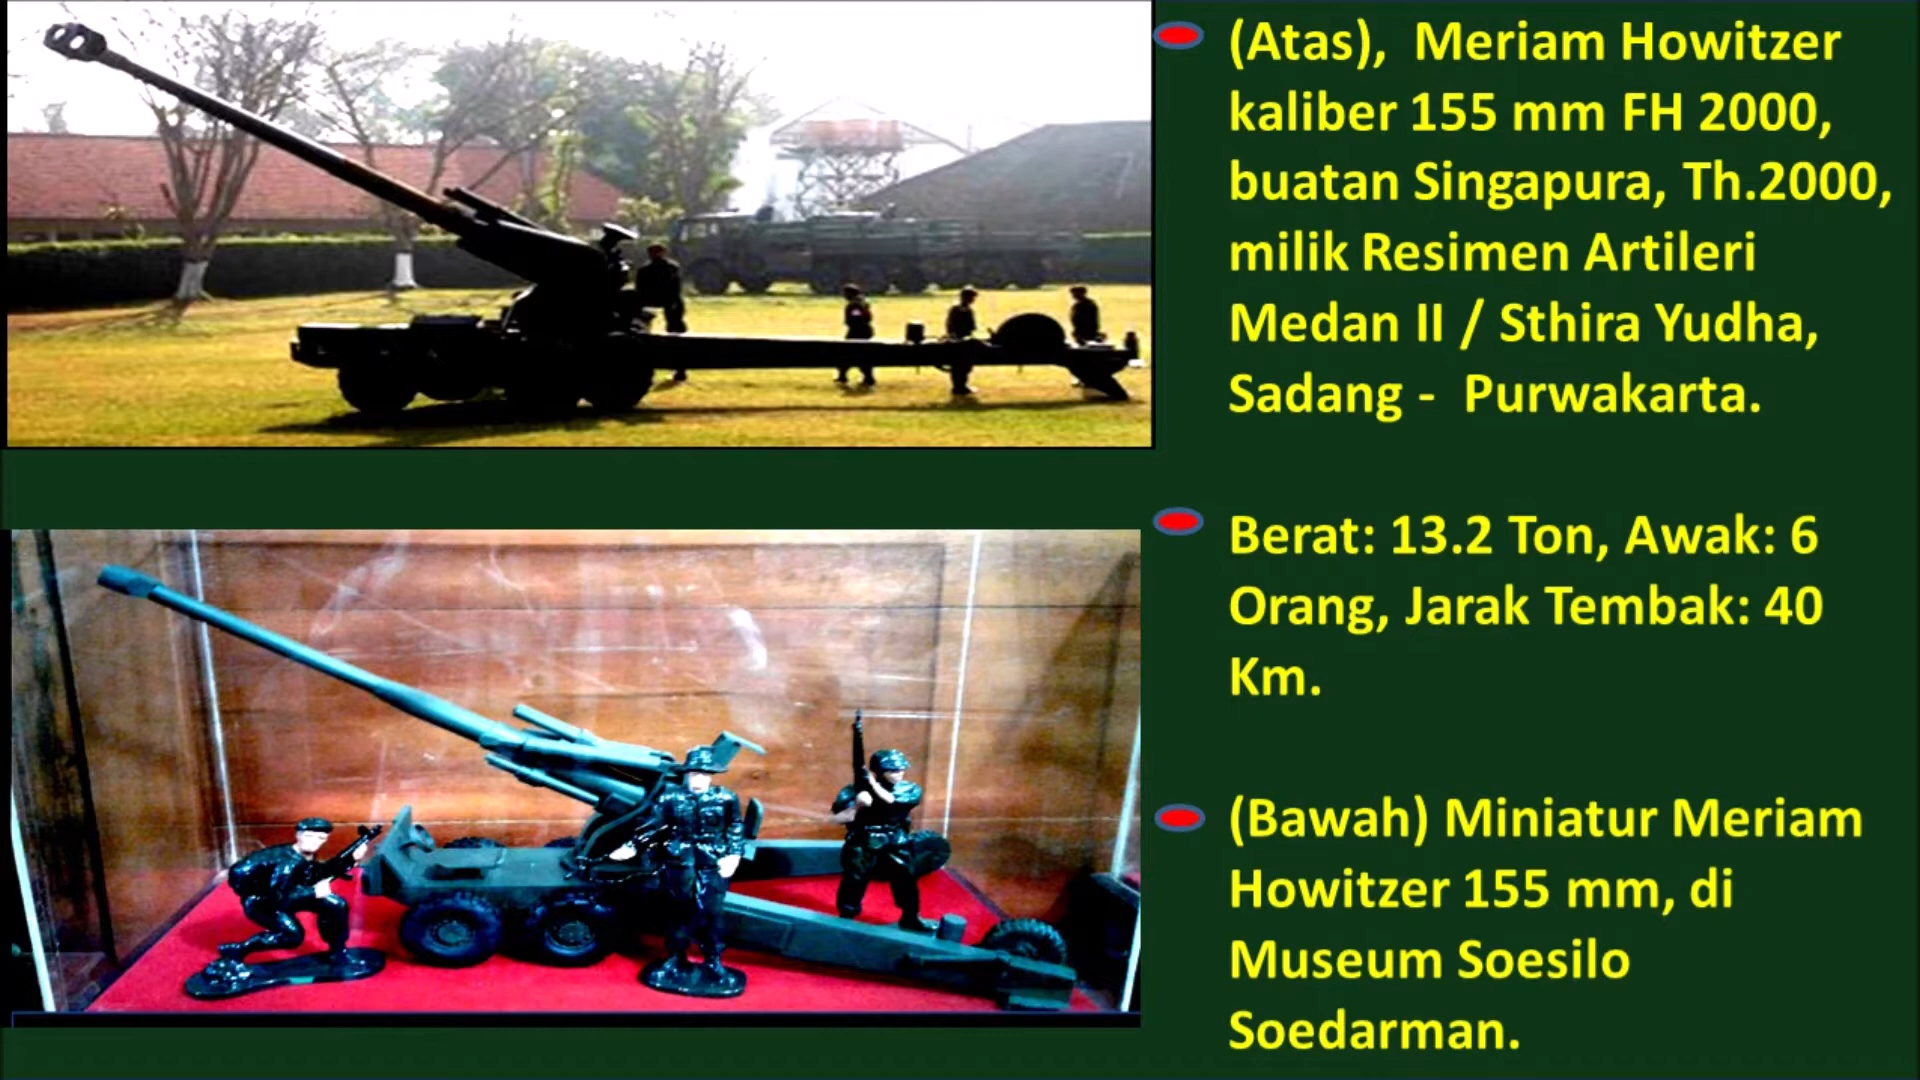 (Atas), Meriam Howitzer
kaliber 155 mm FH 2000,
buatan Singapura, Th.2000,
milik Resimen Artileri
Medan II / Sthira Yudha,
Sadang - Purwakarta.
Berat: 13.2 Ton, Awak: 6
Orang, Jarak Tembak: 40
Km.
(Bawah) Miniatur Meriam
Howitzer 155 mm, di
Museum Soesilo
Soedarman.